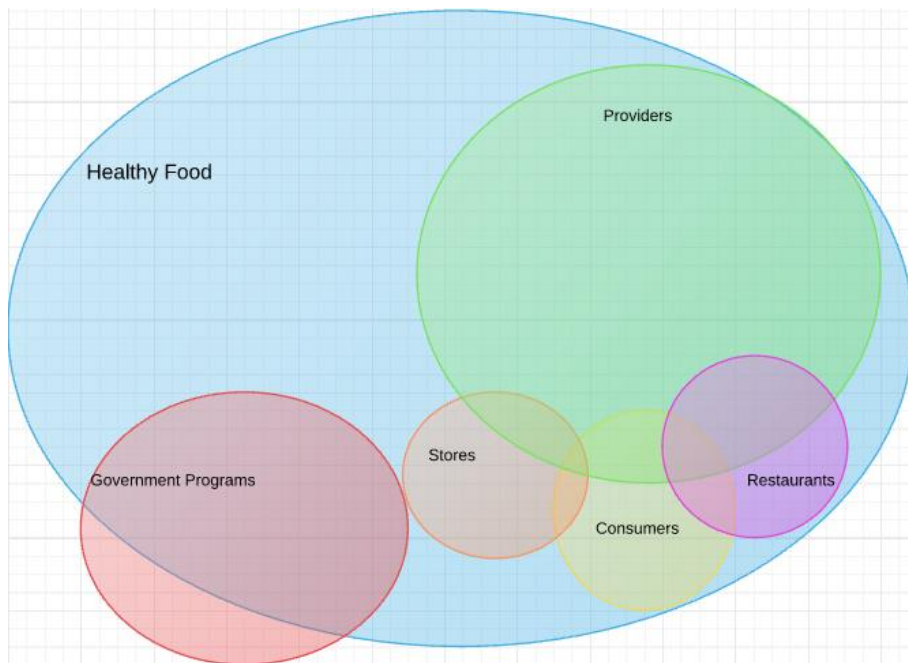 Providers
Healthy Food
Stores
Government Programs
Restaurants
Consumers